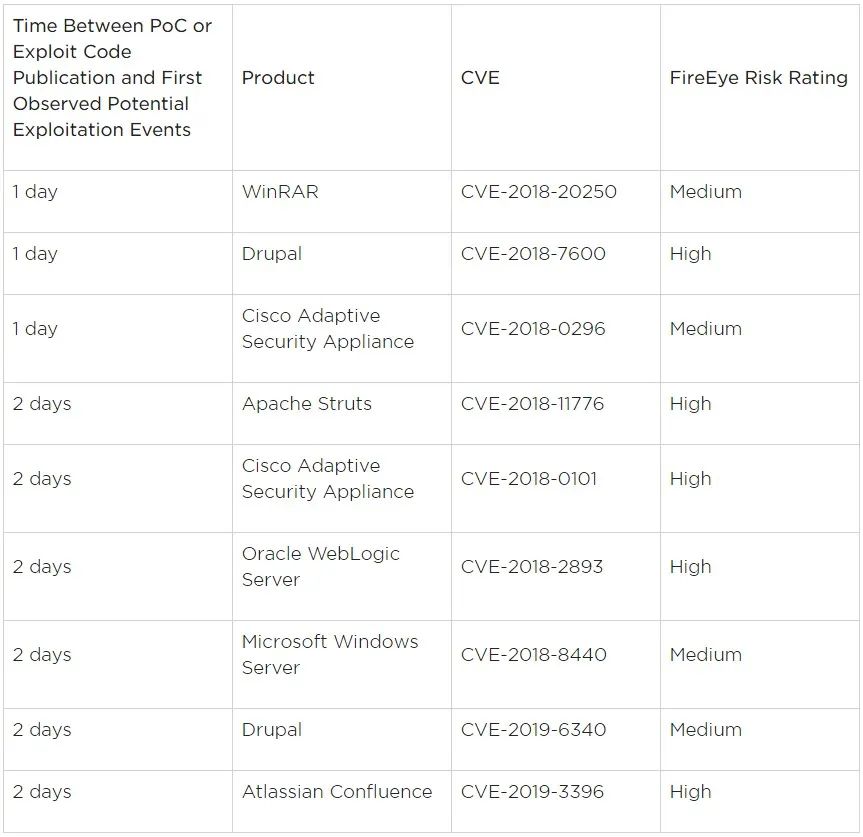 Time Between PoC or
Exploit Code
Publication and First
Observed Potential
Exploitation Events
Product
CVE
FireEye Risk Rating
1 day
WinRAR
CVE-2018-20250
Medium
1 day
Drupal
CVE-2018-7600
High
1 day
Cisco Adaptive
Security Appliance
CVE-2018-0296
Medium
2 days
Apache Struts
CVE-2018-11776
High
2 days
Cisco Adaptive
Security Appliance
CVE-2018-0101
High
2 days
Oracle WebLogic
Server
CVE-2018-2893
High
2 days
Microsoft Windows
Server
CVE-2018-8440
Medium
2 days
Drupal
CVE-2019-6340
Medium
2 days
Atlassian Confluence
CVE-2019-3396
High